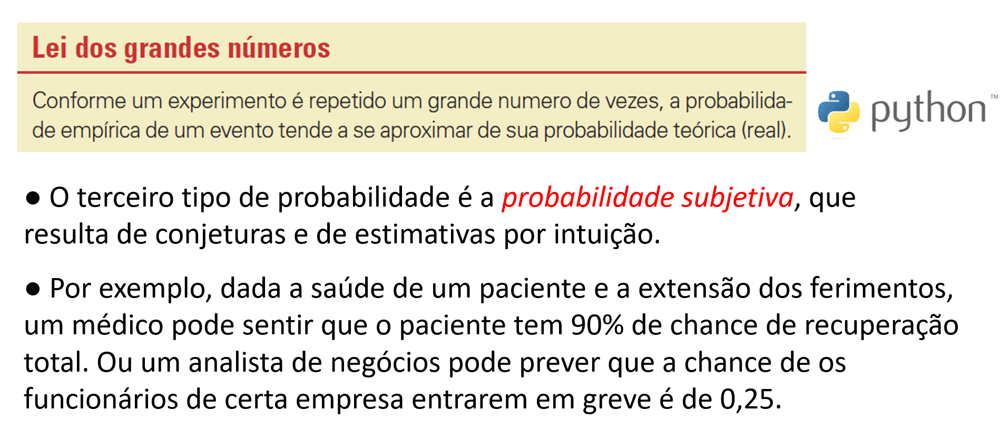 Lei dos grandes números
Conforme um experimento é repetido um grande numero de vezes, a probabilida-
de empírica de um evento tende a se aproximar de sua probabilidade teórica (real).
python™
● O terceiro tipo de probabilidade é a probabilidade subjetiva, que
resulta de conjeturas e de estimativas por intuição.
● Por exemplo, dada a saúde de um paciente e a extensão dos ferimentos,
um médico pode sentir que o paciente tem 90% de chance de recuperação
total. Ou um analista de negócios pode prever que a chance de os
funcionários de certa empresa entrarem em greve é de 0,25.